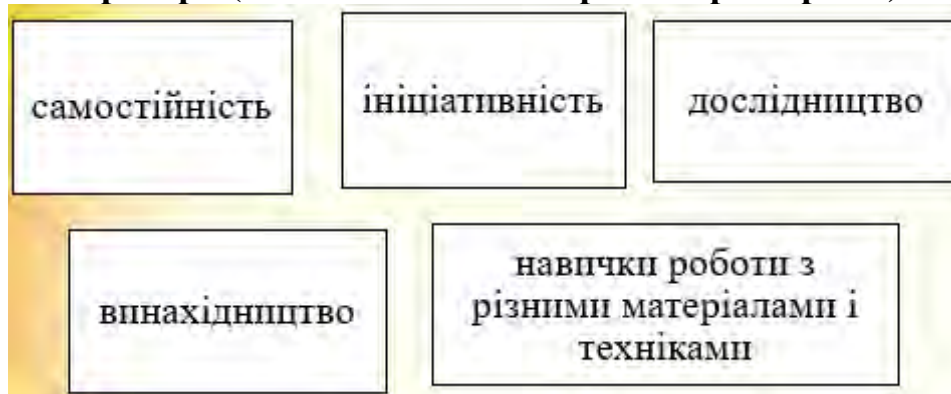 самостійність
ініціативність
дослідництво
винахідництво
навички роботи з
різними матеріалами і
техніками